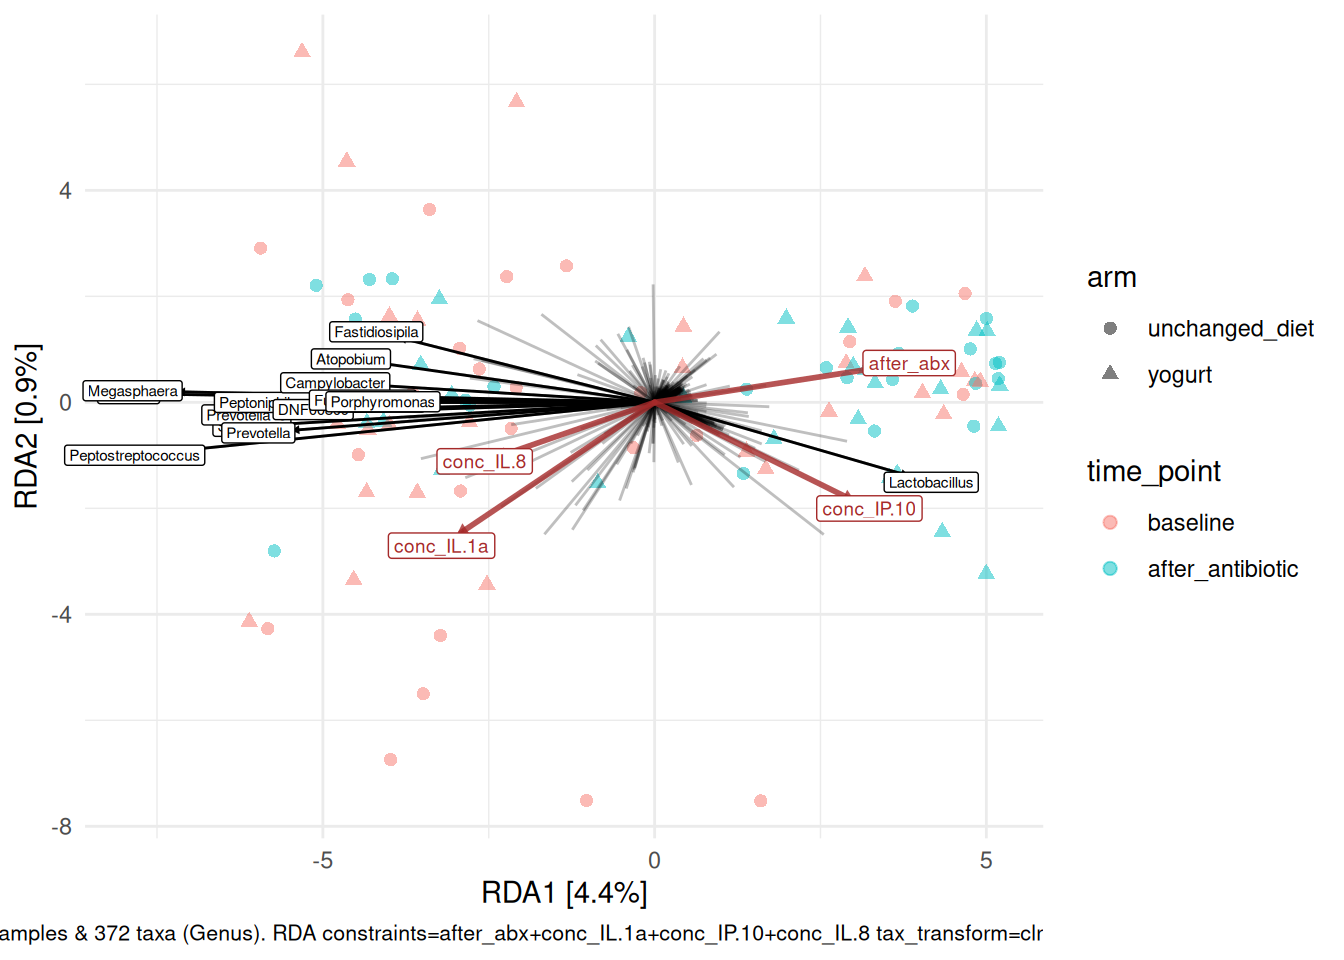 4
0
-4
-8
-5
0
5
RDA2 [0.9%]
RDA1 [4.4%]
Fastidiosipila
Atopobium
Campylobacter
Megasphaera
Porphyromonas
Prevotella
Prevotella
Peptostreptococcus
Lactobacillus
after_abx
conc_IL.8
conc_IP.10
conc_IL.1a
arm
unchanged_diet
yogurt
time_point
baseline
after_antibiotic
amples & 372 taxa (Genus). RDA constraints=after_abx+conc_IL.1a+conc_IP.10+conc_IL.8 tax_transform=clr